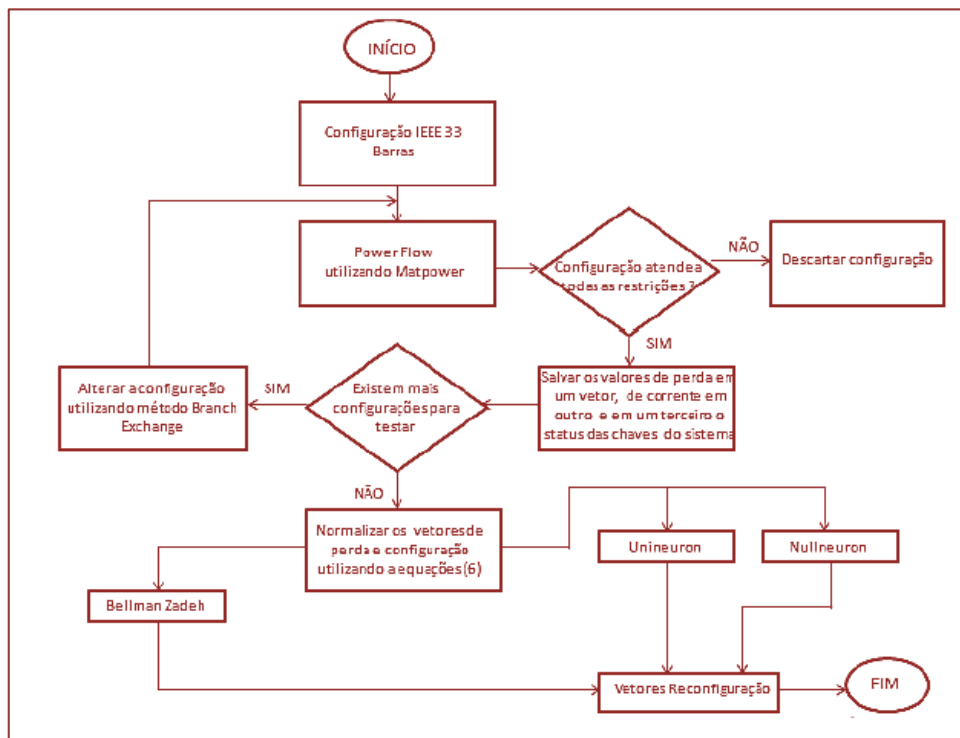 INÍCIO
Configuração IEEE 33
Barras
Power Flow
utilizando Matpower
Configuração atende a
todas as restrições ?
NÃO
Descartar configuração
SIM
Salvar os valores de perda em
um vetor, de corrente em
outro e em um terceiro o
status das chaves do sistema
Existem mais
configurações para
testar
SIM
Alterar a configuração
utilizando método Branch
Exchange
NÃO
Normalizar os vetores de
perda e configuração
utilizando a equações (6)
Unineuron
Nullneuron
Bellman Zadeh
Vetores Reconfiguração
FIM